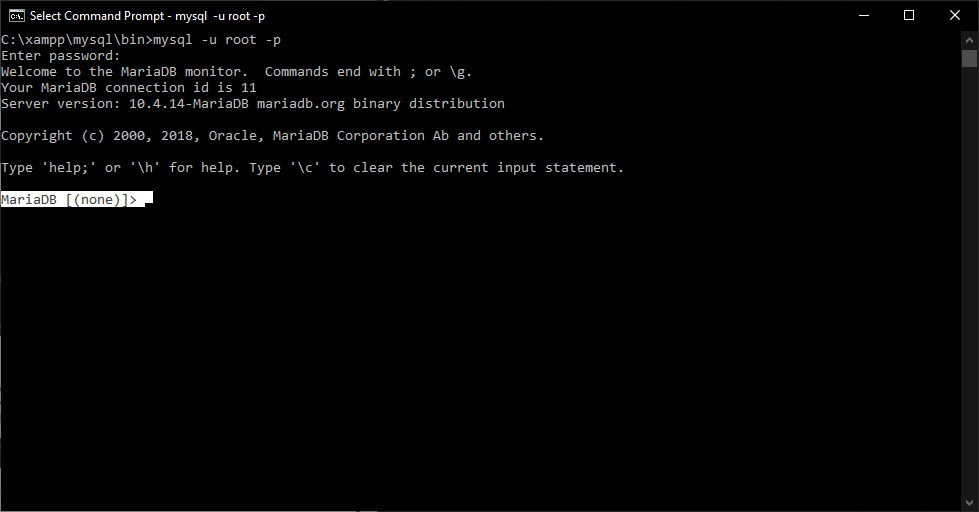 Select Command Prompt - mysql  -u root -p
C:\xampp\mysql\bin>mysql -u root -p
Enter password:
Welcome to the MariaDB monitor.  Commands end with ; or \g.
Your MariaDB connection id is 11
Server version: 10.4.14-MariaDB mariadb.org binary distribution
Copyright (c) 2000, 2018, Oracle, MariaDB Corporation Ab and others.
Type 'help;' or '\h' for help. Type '\c' to clear the current input statement.
MariaDB [(none)]>